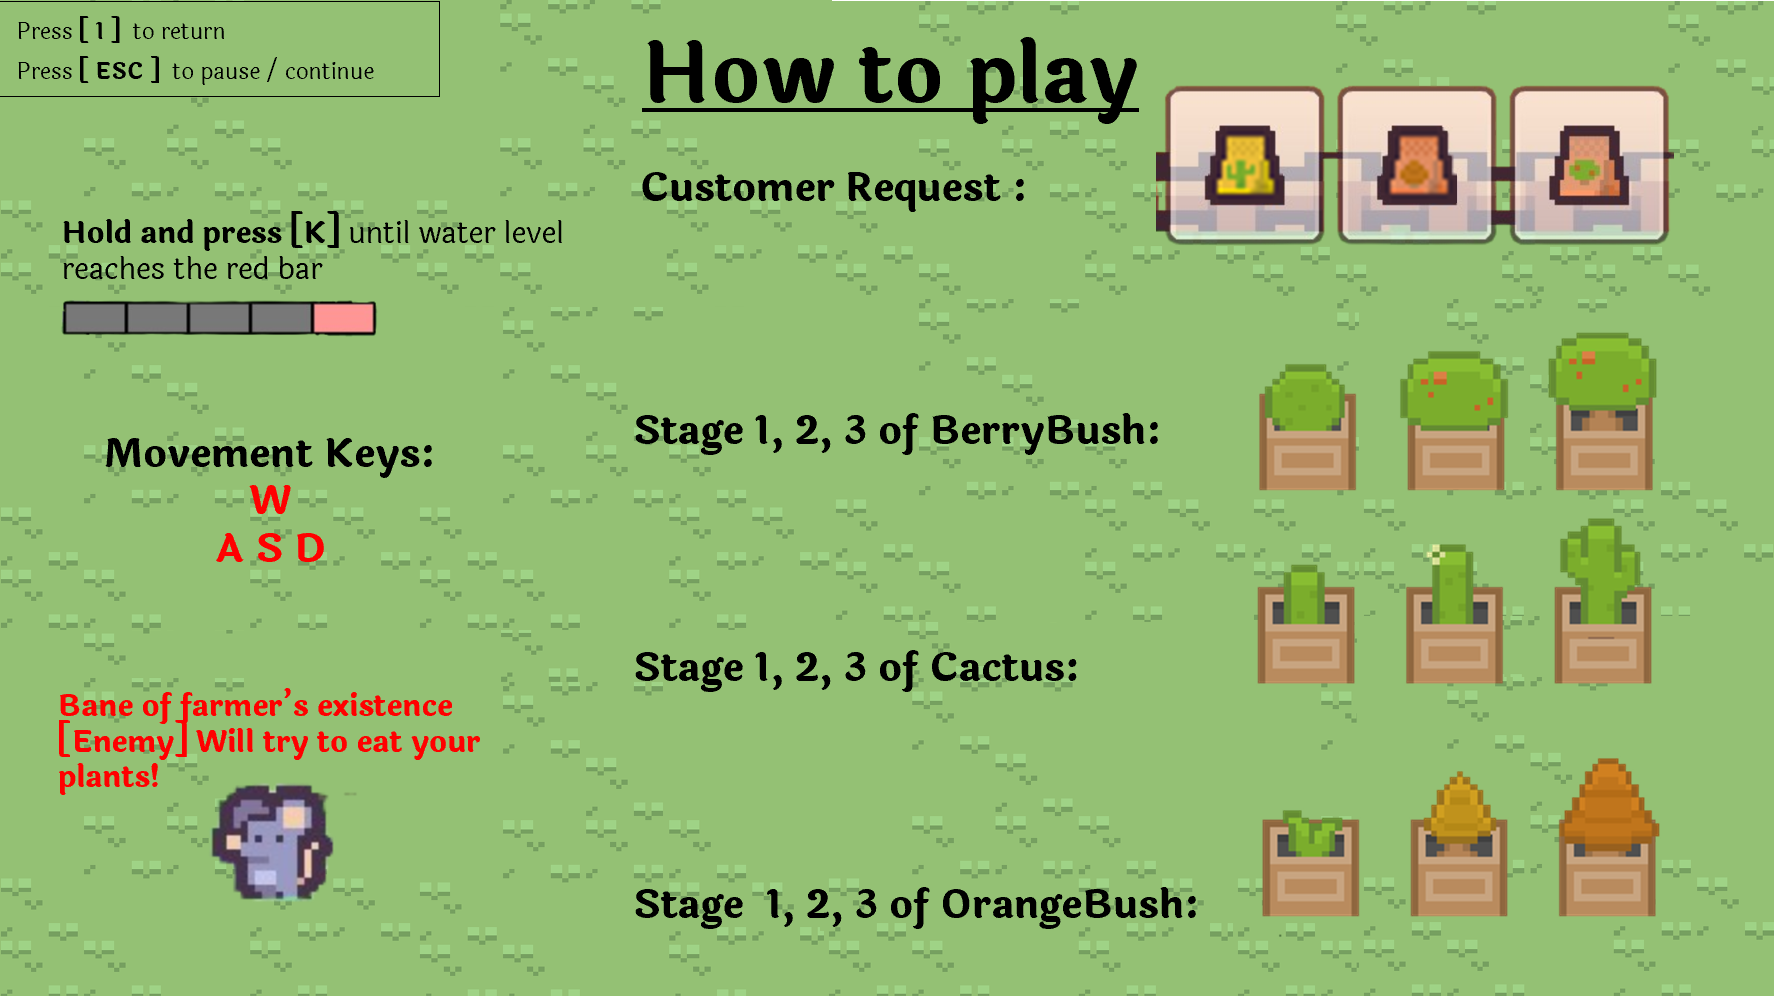 Press [ 1 ] to return
Press [ ESC ] to pause / continue
How to play
Customer Request :
Hold and press [K] until water level
reaches the red bar
Stage 1, 2, 3 of BerryBush:
Movement Keys:
W
A S D
Stage 1, 2, 3 of Cactus:
Bane of farmer's existence
[Enemy] Will try to eat your
plants!
Stage 1, 2, 3 of OrangeBush: